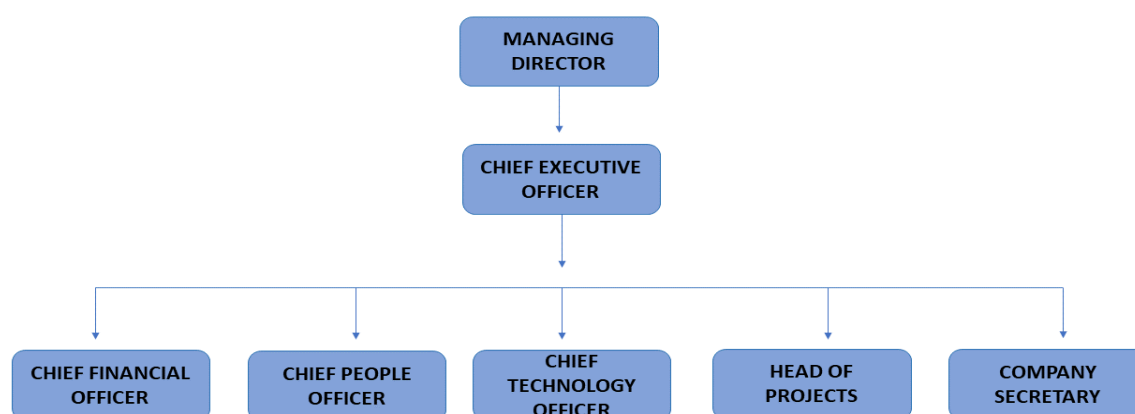 MANAGING
DIRECTOR
CHIEF EXECUTIVE
OFFICER
CHIEF FINANCIAL
OFFICER
CHIEF PEOPLE
OFFICER
CHIEF
TECHNOLOGY
OFFICER
HEAD OF
PROJECTS
COMPANY
SECRETARY